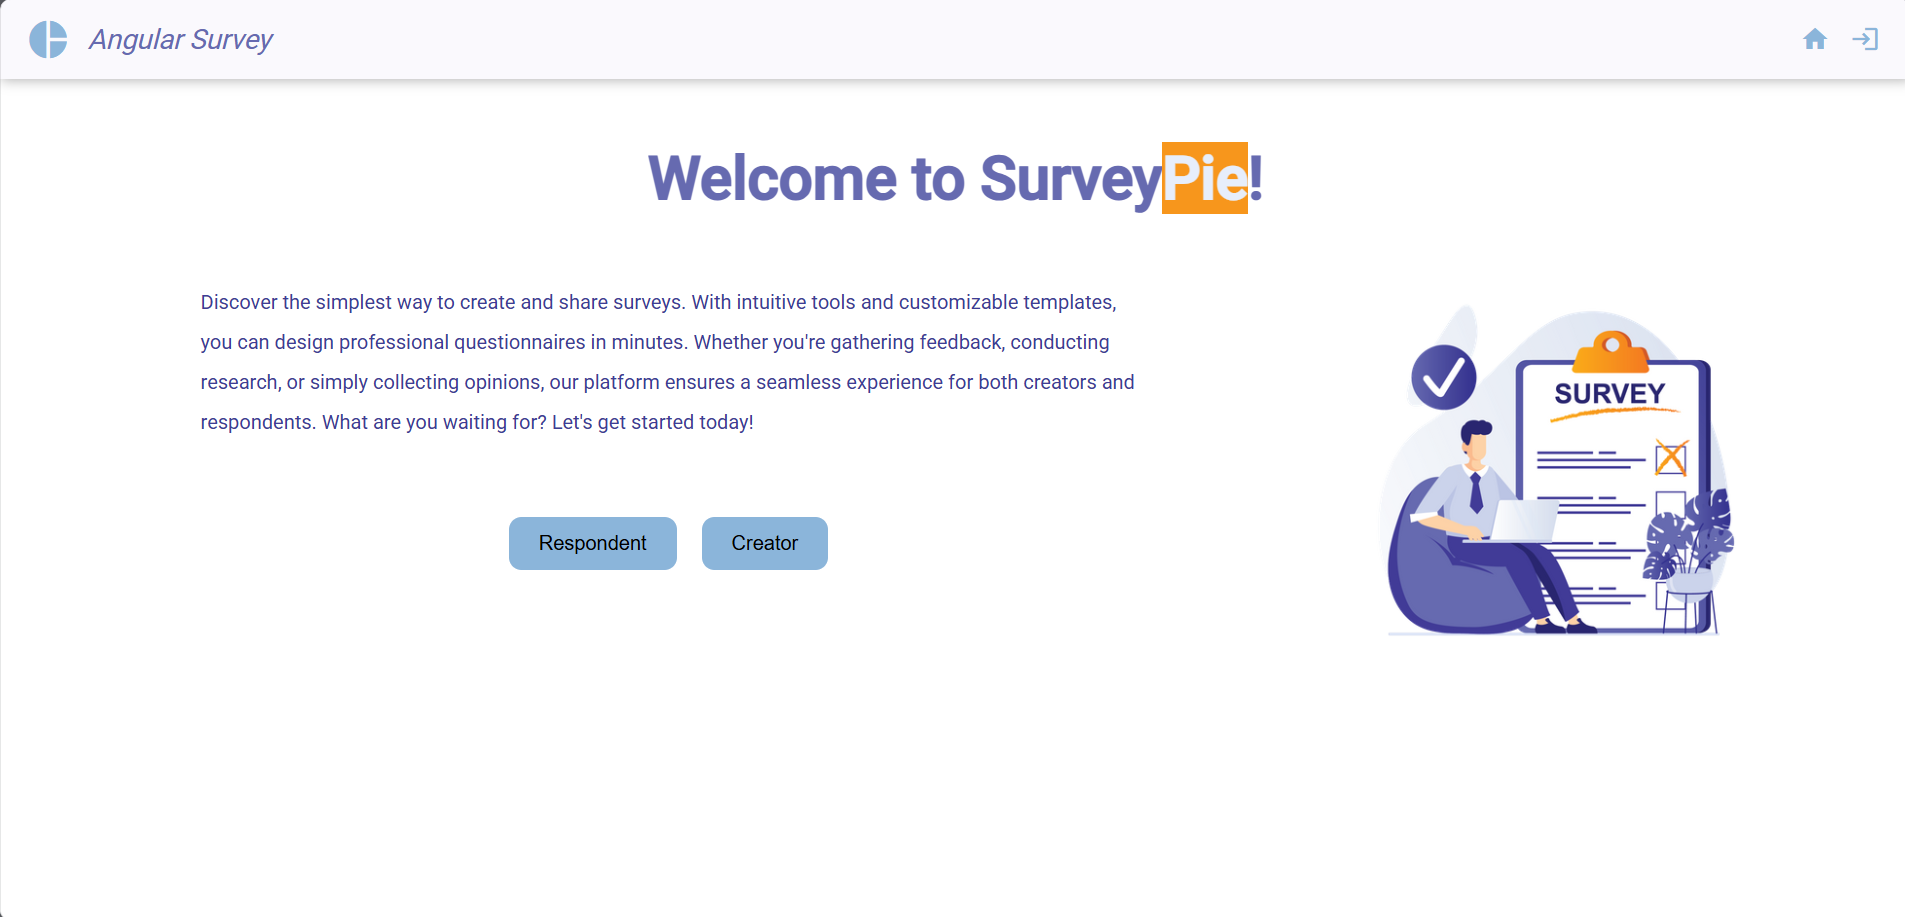 Angular Survey
Welcome to SurveyPie!
Discover the simplest way to create and share surveys. With intuitive tools and customizable templates,
you can design professional questionnaires in minutes. Whether you're gathering feedback, conducting
research, or simply collecting opinions, our platform ensures a seamless experience for both creators and
respondents. What are you waiting for? Let's get started today!
SURVEY
Respondent
Creator